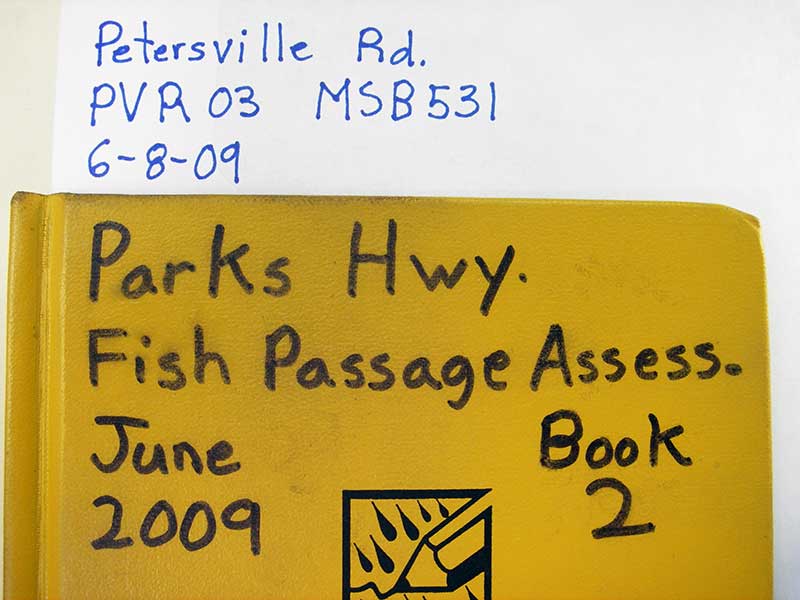 Petersville Rd.
PVR 03 MSB531
6-8-09
Parks Hwy.
Fish Passage Assess.
June Book
2009 2